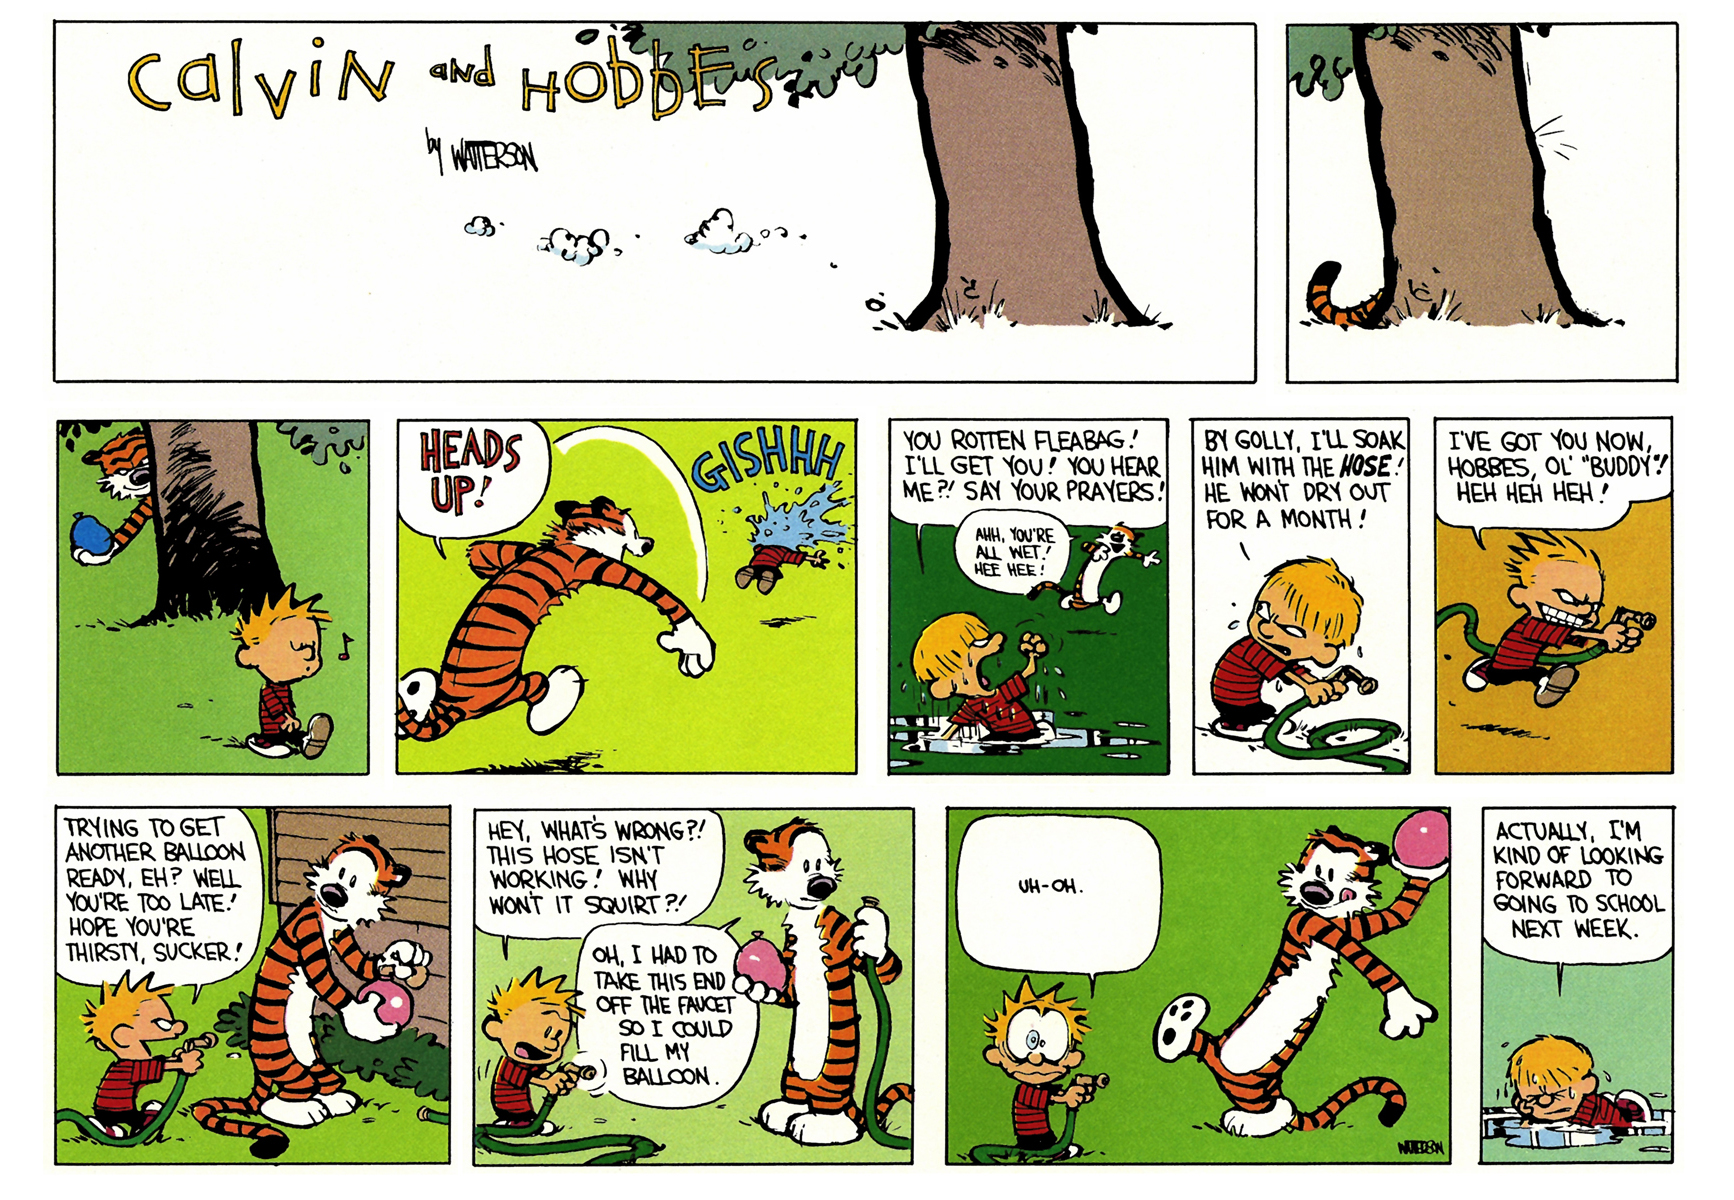 Calvin and HObbEs
by WATTERSON
HEADS
UP!
GISHHH
YOU ROTTEN FLEABAG!
I'LL GET YOU! YOU HEAR
ME?! SAY YOUR PRAYERS!
AHH, YOU'RE
ALL WET!
HEE HEE!
BY GOLLY, I'LL SOAK
HIM WITH THE HOSE!
HE WON'T DRY OUT
FOR A MONTH!
I'VE GOT YOU NOW,
HOBBES, OL' "BUDDY"!
HEH HEH HEH!
TRYING TO GET
ANOTHER BALLOON
READY, EH? WELL
YOU'RE TOO LATE!
HOPE YOU'RE
THIRSTY, SUCKER!
HEY, WHAT'S WRONG?!
THIS HOSE ISN'T
WORKING! WHY
WON'T IT SQUIRT?!
OH, I HAD TO
TAKE THIS END
OFF THE FAUCET
SO I COULD
FILL MY
BALLOON.
UH-OH.
WATTERSON
ACTUALLY, I'M
KIND OF LOOKING
FORWARD TO
GOING TO SCHOOL
NEXT WEEK.